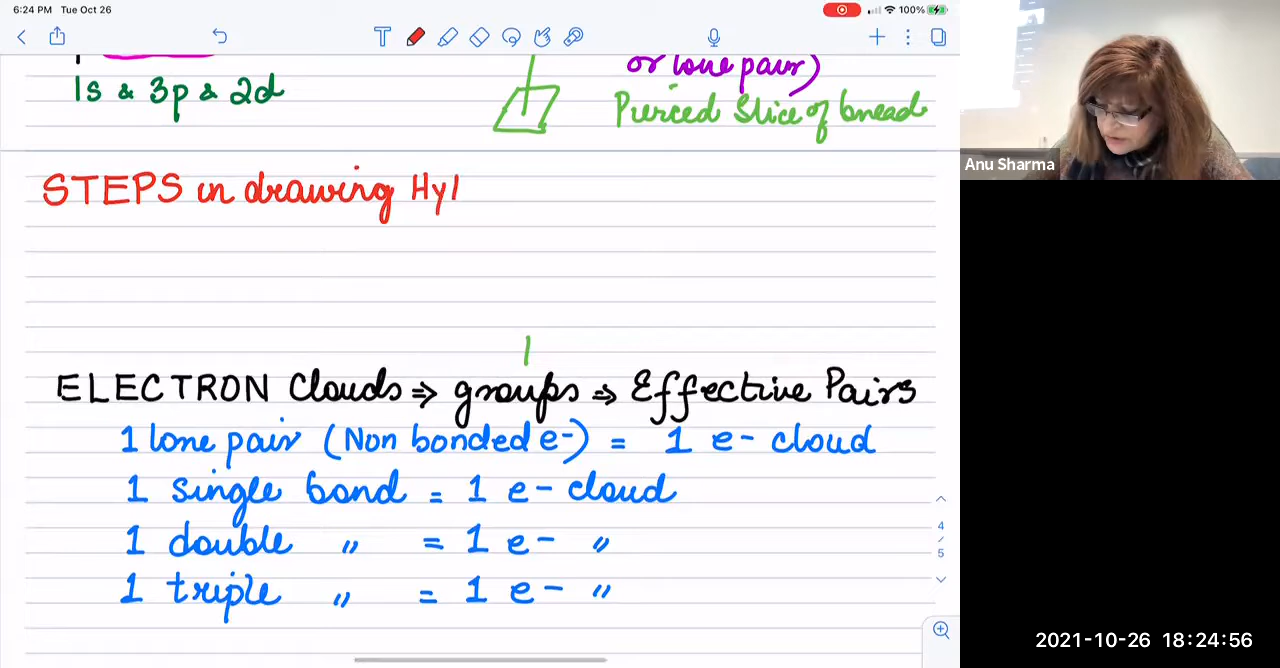 6:24 PM Tue Oct 26
100%
or lone pair)
1s & 3p & 2d
Pierced Slice of bread
Anu Sharma
STEPS in drawing Hyl
ELECTRON Clouds ⇒ groups ⇒ Effective Pairs
1 lone pair (Non bonded e-) = 1 e- cloud
1 single bond = 1 e- cloud
1 double " = 1 e- "
1 triple " = 1 e- "
4/5
2021-10-26 18:24:56